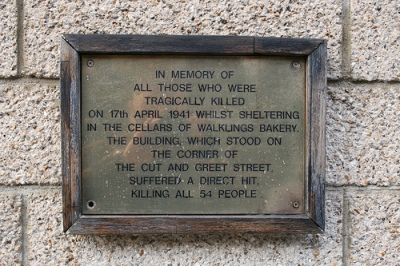 IN MEMORY OF
ALL THOSE WHO WERE
TRAGICALLY KILLED
ON 17th APRIL 1941 WHILST SHELTERING
IN THE CELLARS OF WALKLINGS BAKERY.
THE BUILDING, WHICH STOOD ON
THE CORNER OF
THE CUT AND GREET STREET,
SUFFERED A DIRECT HIT,
KILLING ALL 54 PEOPLE